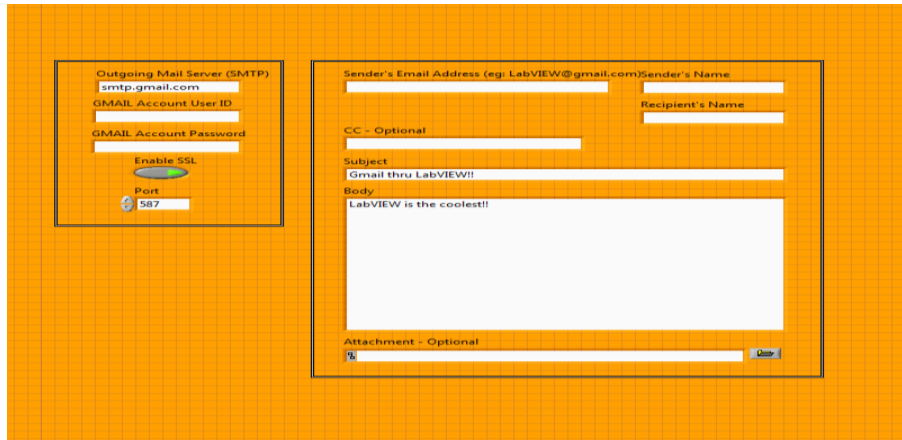 Outgoing Mail Server (SMTP)
smtp.gmail.com
GMAIL Account User ID
GMAIL Account Password
Enable SSL
Port
587
Sender's Email Address (eg: LabVIEW@gmail.com)
Sender's Name
Recipient's Name
CC - Optional
Subject
Gmail thru LabVIEW!!
Body
LabVIEW is the coolest!!
Attachment - Optional